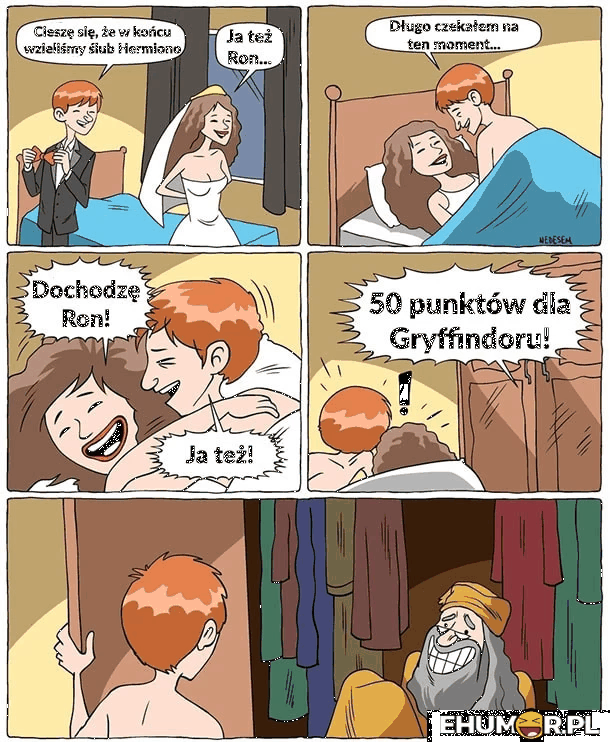 Cieszę się, że w końcu
wzieliśmy ślub Hermiono
Ja też
Ron...
Długo czekałem na
ten moment...
NEDESEM
Dochodzę
Ron!
Ja też!
50 punktów dla
Gryffindoru!
!
EHUMOR.PL